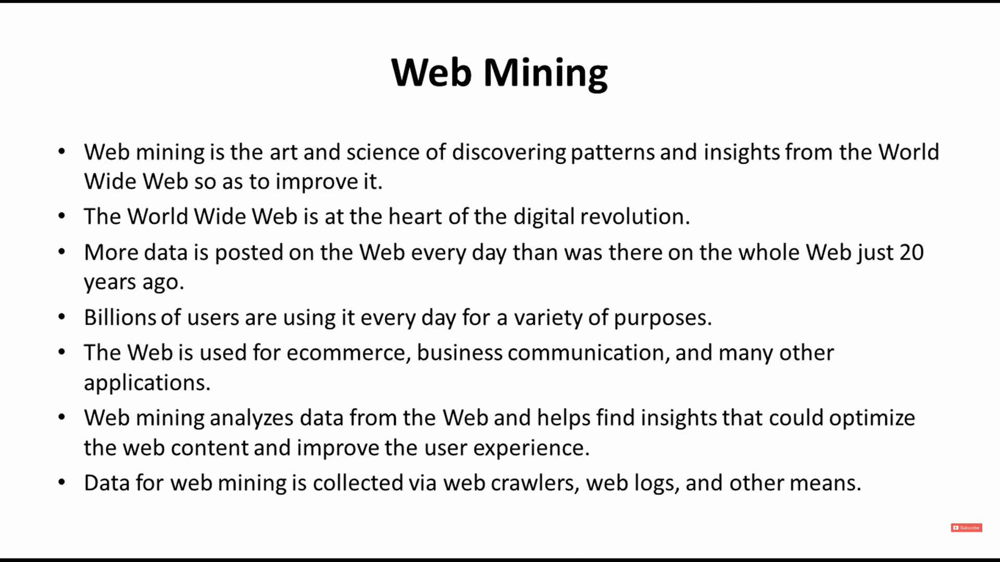 Web Mining
• Web mining is the art and science of discovering patterns and insights from the World
Wide Web so as to improve it.
• The World Wide Web is at the heart of the digital revolution.
• More data is posted on the Web every day than was there on the whole Web just 20
years ago.
• Billions of users are using it every day for a variety of purposes.
• The Web is used for ecommerce, business communication, and many other
applications.
• Web mining analyzes data from the Web and helps find insights that could optimize
the web content and improve the user experience.
• Data for web mining is collected via web crawlers, web logs, and other means.
Subscribe